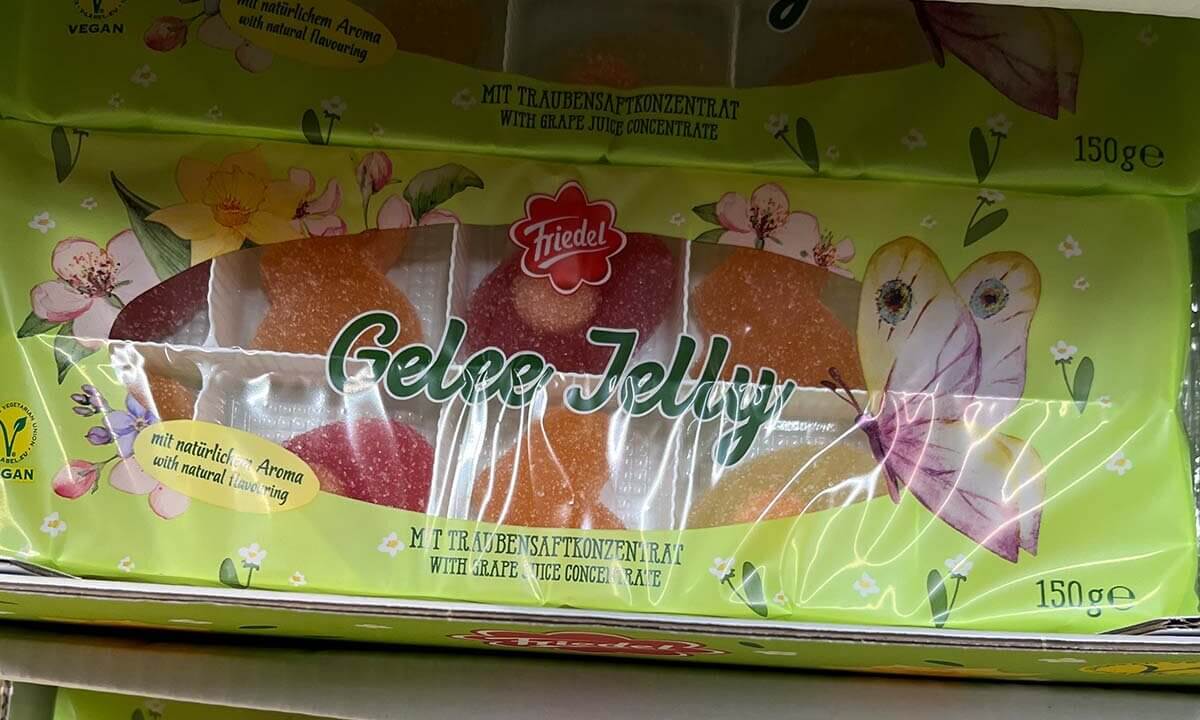 VEGAN
mit natürlichem Aroma
with natural flavouring
MIT TRAUBENSAFTKONZENTRAT
WITH GRAPE JUICE CONCENTRATE
150g℮
Friedel
Gelee Jelly
VEGAN
mit natürlichem Aroma
with natural flavouring
MIT TRAUBENSAFTKONZENTRAT
WITH GRAPE JUICE CONCENTRATE
150g℮
Friedel